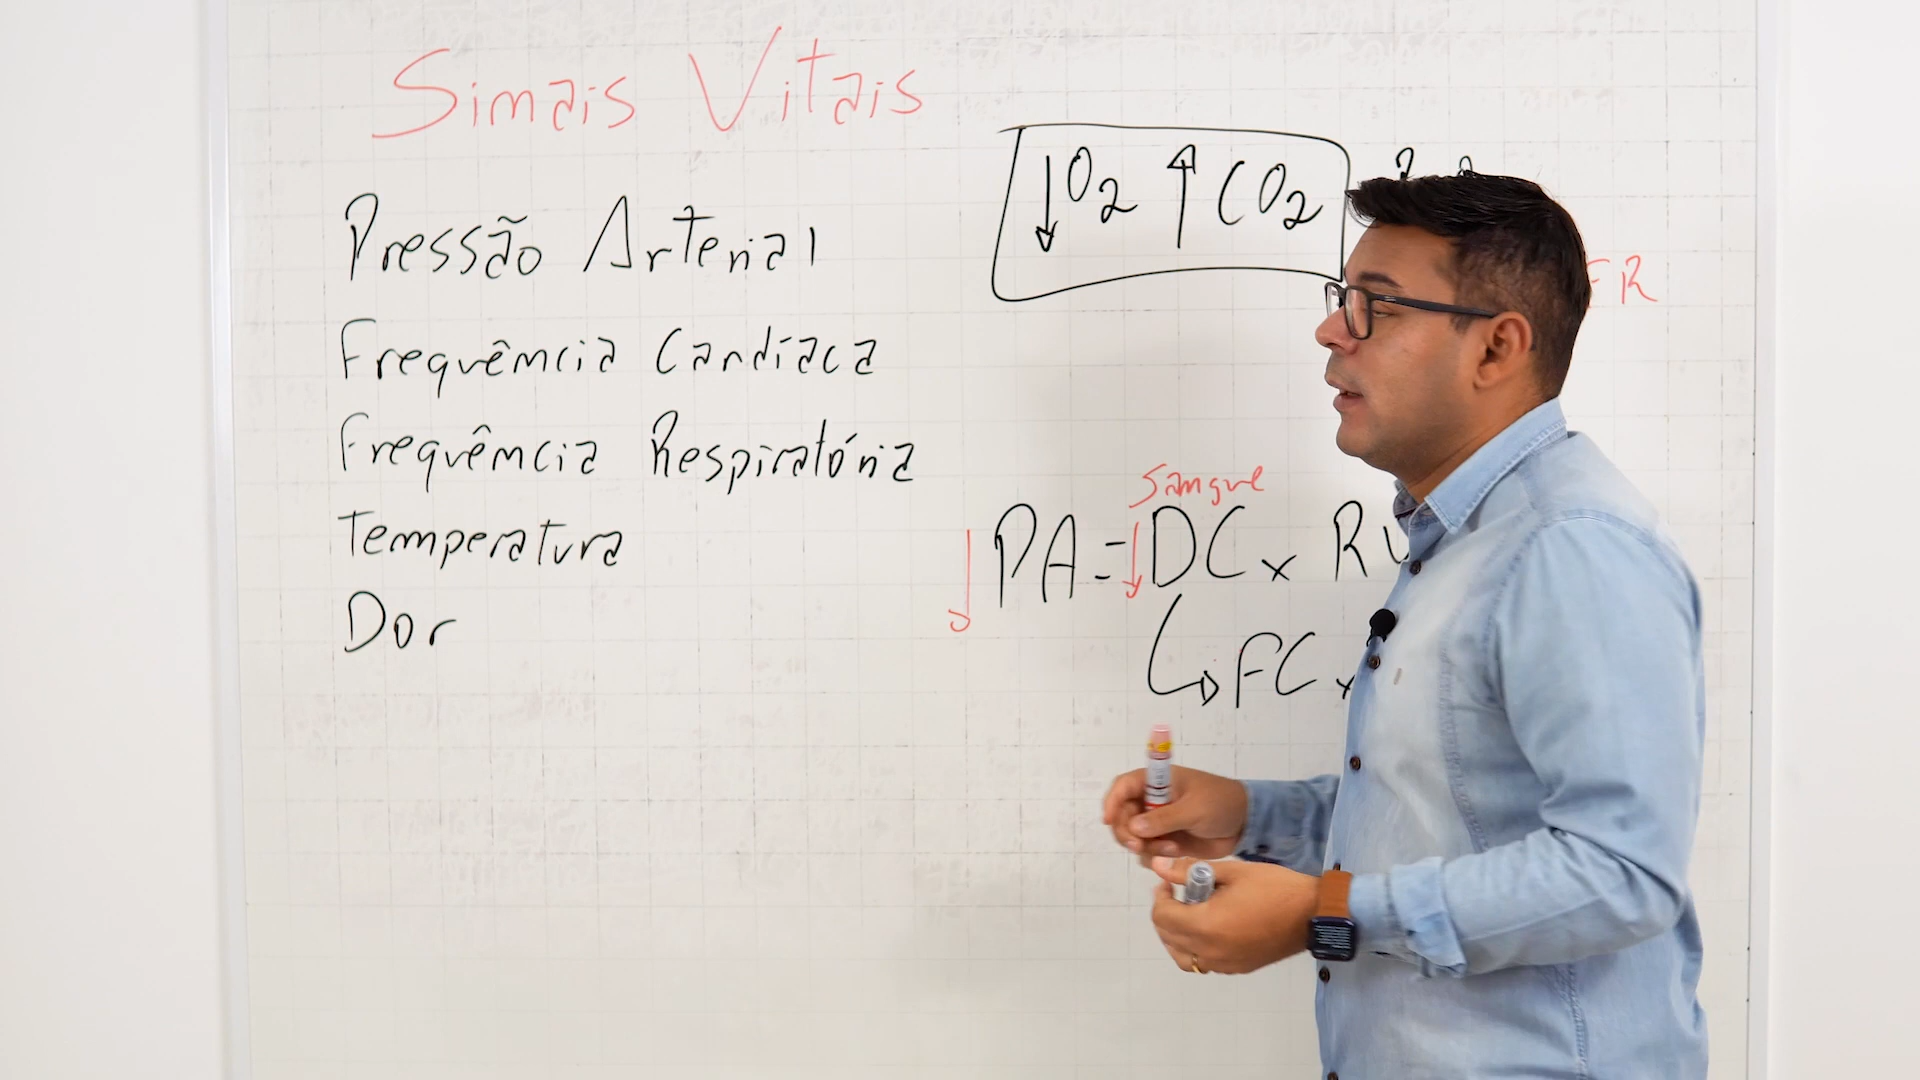 Sinais Vitais
Pressão Arterial
Frequência Cardíaca
Frequência Respiratória
Temperatura
Dor
↓O₂ ↑CO₂
FR
Sangue
↓PA=↓DC x
↳FC x